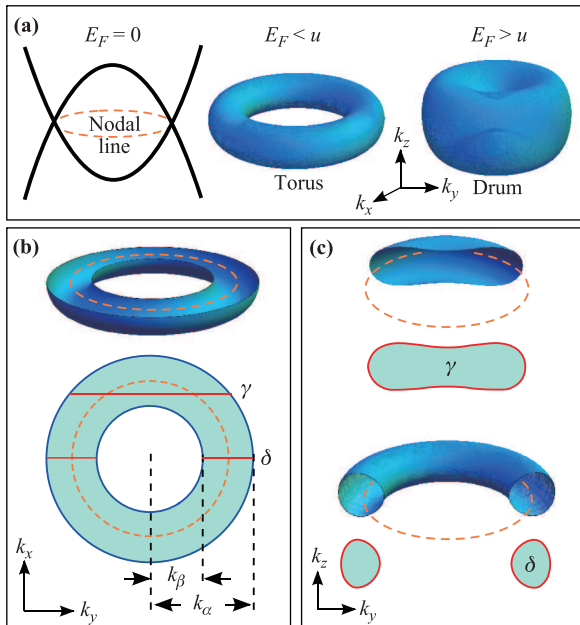 (a)
E_F = 0
E_F < u
E_F > u
Nodal
line
Torus
Drum
k_z
k_y
k_x
(b)
γ
δ
k_β
k_α
k_x
k_y
(c)
γ
δ
k_z
k_y